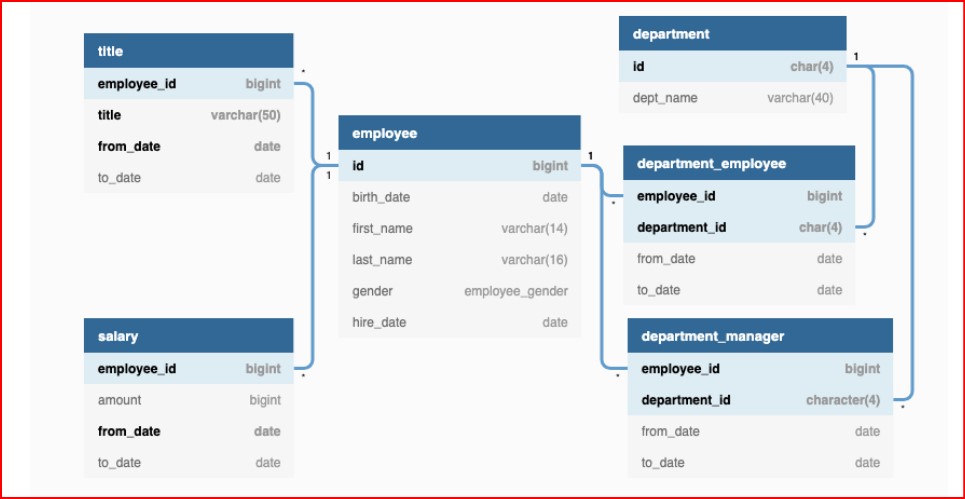 title
employee_id bigint
title varchar(50)
from_date date
to_date date
salary
employee_id bigint
amount bigint
from_date date
to_date date
employee
id bigint
birth_date date
first_name varchar(14)
last_name varchar(16)
gender employee_gender
hire_date date
department
id char(4)
dept_name varchar(40)
department_employee
employee_id bigint
department_id char(4)
from_date date
to_date date
department_manager
employee_id bigint
department_id character(4)
from_date date
to_date date
*
1
1
*
1
*
*
1
*
*